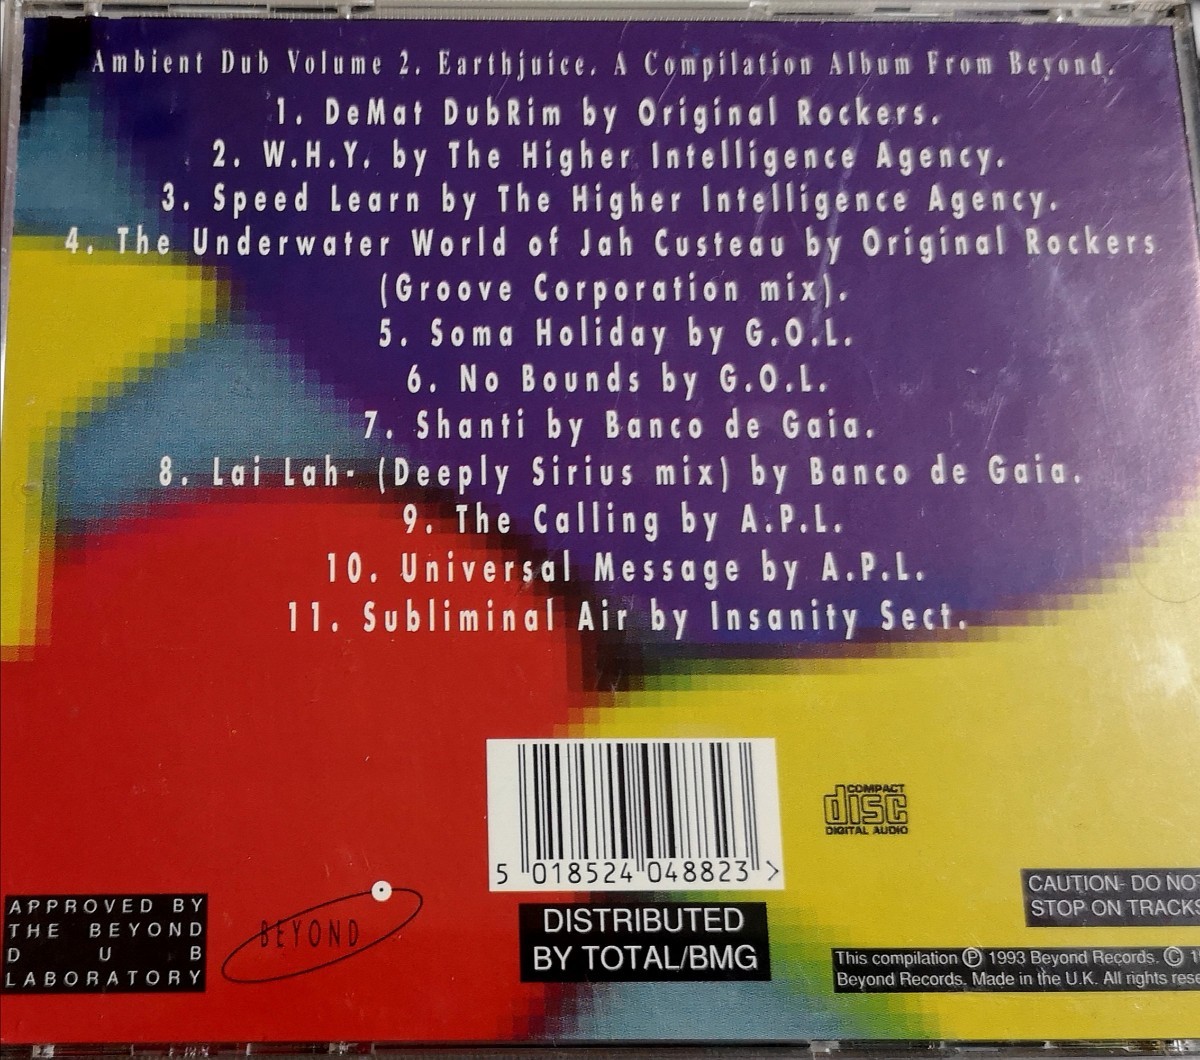 Ambient Dub Volume 2. Earthjuice. A Compilation Album From Beyond.
1. DeMat DubRim by Original Rockers.
2. W.H.Y. by The Higher Intelligence Agency.
3. Speed Learn by The Higher Intelligence Agency.
4. The Underwater World of Jah Custeau by Original Rockers
(Groove Corporation mix).
5. Soma Holiday by G.O.L.
6. No Bounds by G.O.L.
7. Shanti by Banco de Gaia.
8. Lai Lah- (Deeply Sirius mix) by Banco de Gaia.
9. The Calling by A.P.L.
10. Universal Message by A.P.L.
11. Subliminal Air by Insanity Sect.
COMPACT
disc
DIGITAL AUDIO
5 018524 048823 >
APPROVED BY
THE BEYOND
D U B
LABORATORY
BEYOND
DISTRIBUTED
BY TOTAL/BMG
CAUTION- DO NO
STOP ON TRACKS
This compilation Ⓟ 1993 Beyond Records. ©
Beyond Records. Made in the U.K. All rights